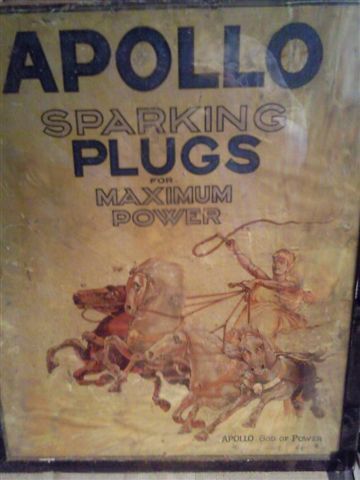 APOLLO
SPARKING
PLUGS
FOR
MAXIMUM
POWER
APOLLO GOD OF POWER